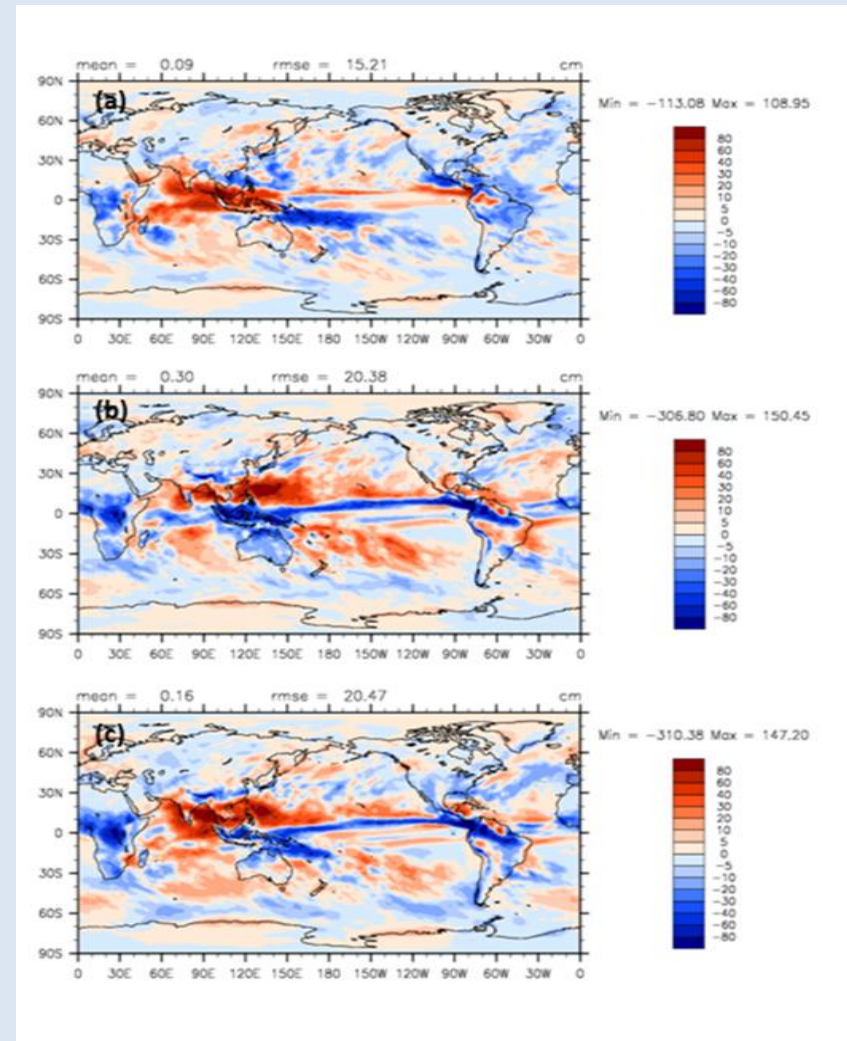 mean = 0.09 rmse = 15.21 cm
(a)
Min = -113.08 Max = 108.95
90N
60N
30N
0
30S
60S
90S
0 30E 60E 90E 120E 150E 180 150W 120W 90W 60W 30W 0
80
60
40
30
20
10
5
0
-5
-10
-20
-30
-40
-60
-80
mean = 0.30 rmse = 20.38 cm
(b)
Min = -306.80 Max = 150.45
90N
60N
30N
0
30S
60S
90S
0 30E 60E 90E 120E 150E 180 150W 120W 90W 60W 30W 0
80
60
40
30
20
10
5
0
-5
-10
-20
-30
-40
-60
-80
mean = 0.16 rmse = 20.47 cm
(c)
Min = -310.38 Max = 147.20
90N
60N
30N
0
30S
60S
90S
0 30E 60E 90E 120E 150E 180 150W 120W 90W 60W 30W 0
80
60
40
30
20
10
5
0
-5
-10
-20
-30
-40
-60
-80